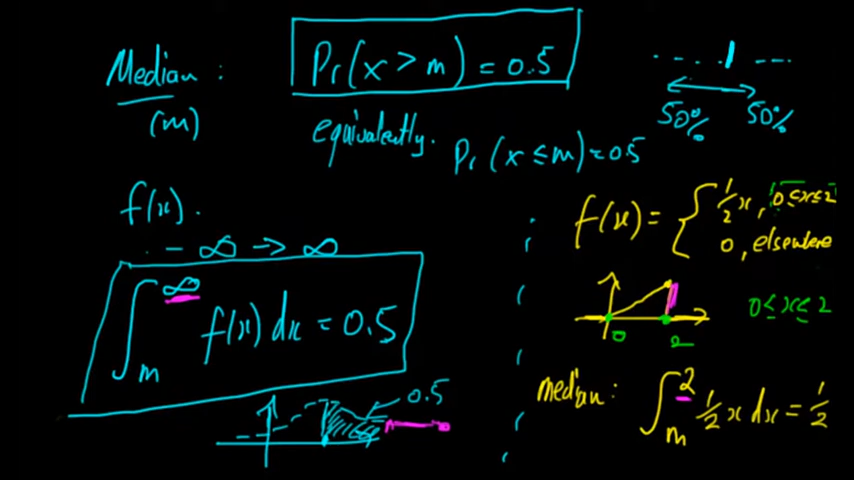 Median :
(m)
Pr(x > m) = 0.5
50% 50%
equivalently. Pr(x ≤ m) = 0.5
f(x).
-∞ → ∞
∫_m^∞ f(x) dx = 0.5
0.5
f(x) = { 1/2 x, 0 ≤ x ≤ 2
0, elsewhere
0 2
0 ≤ x ≤ 2
median : ∫_m^2 1/2 x dx = 1/2